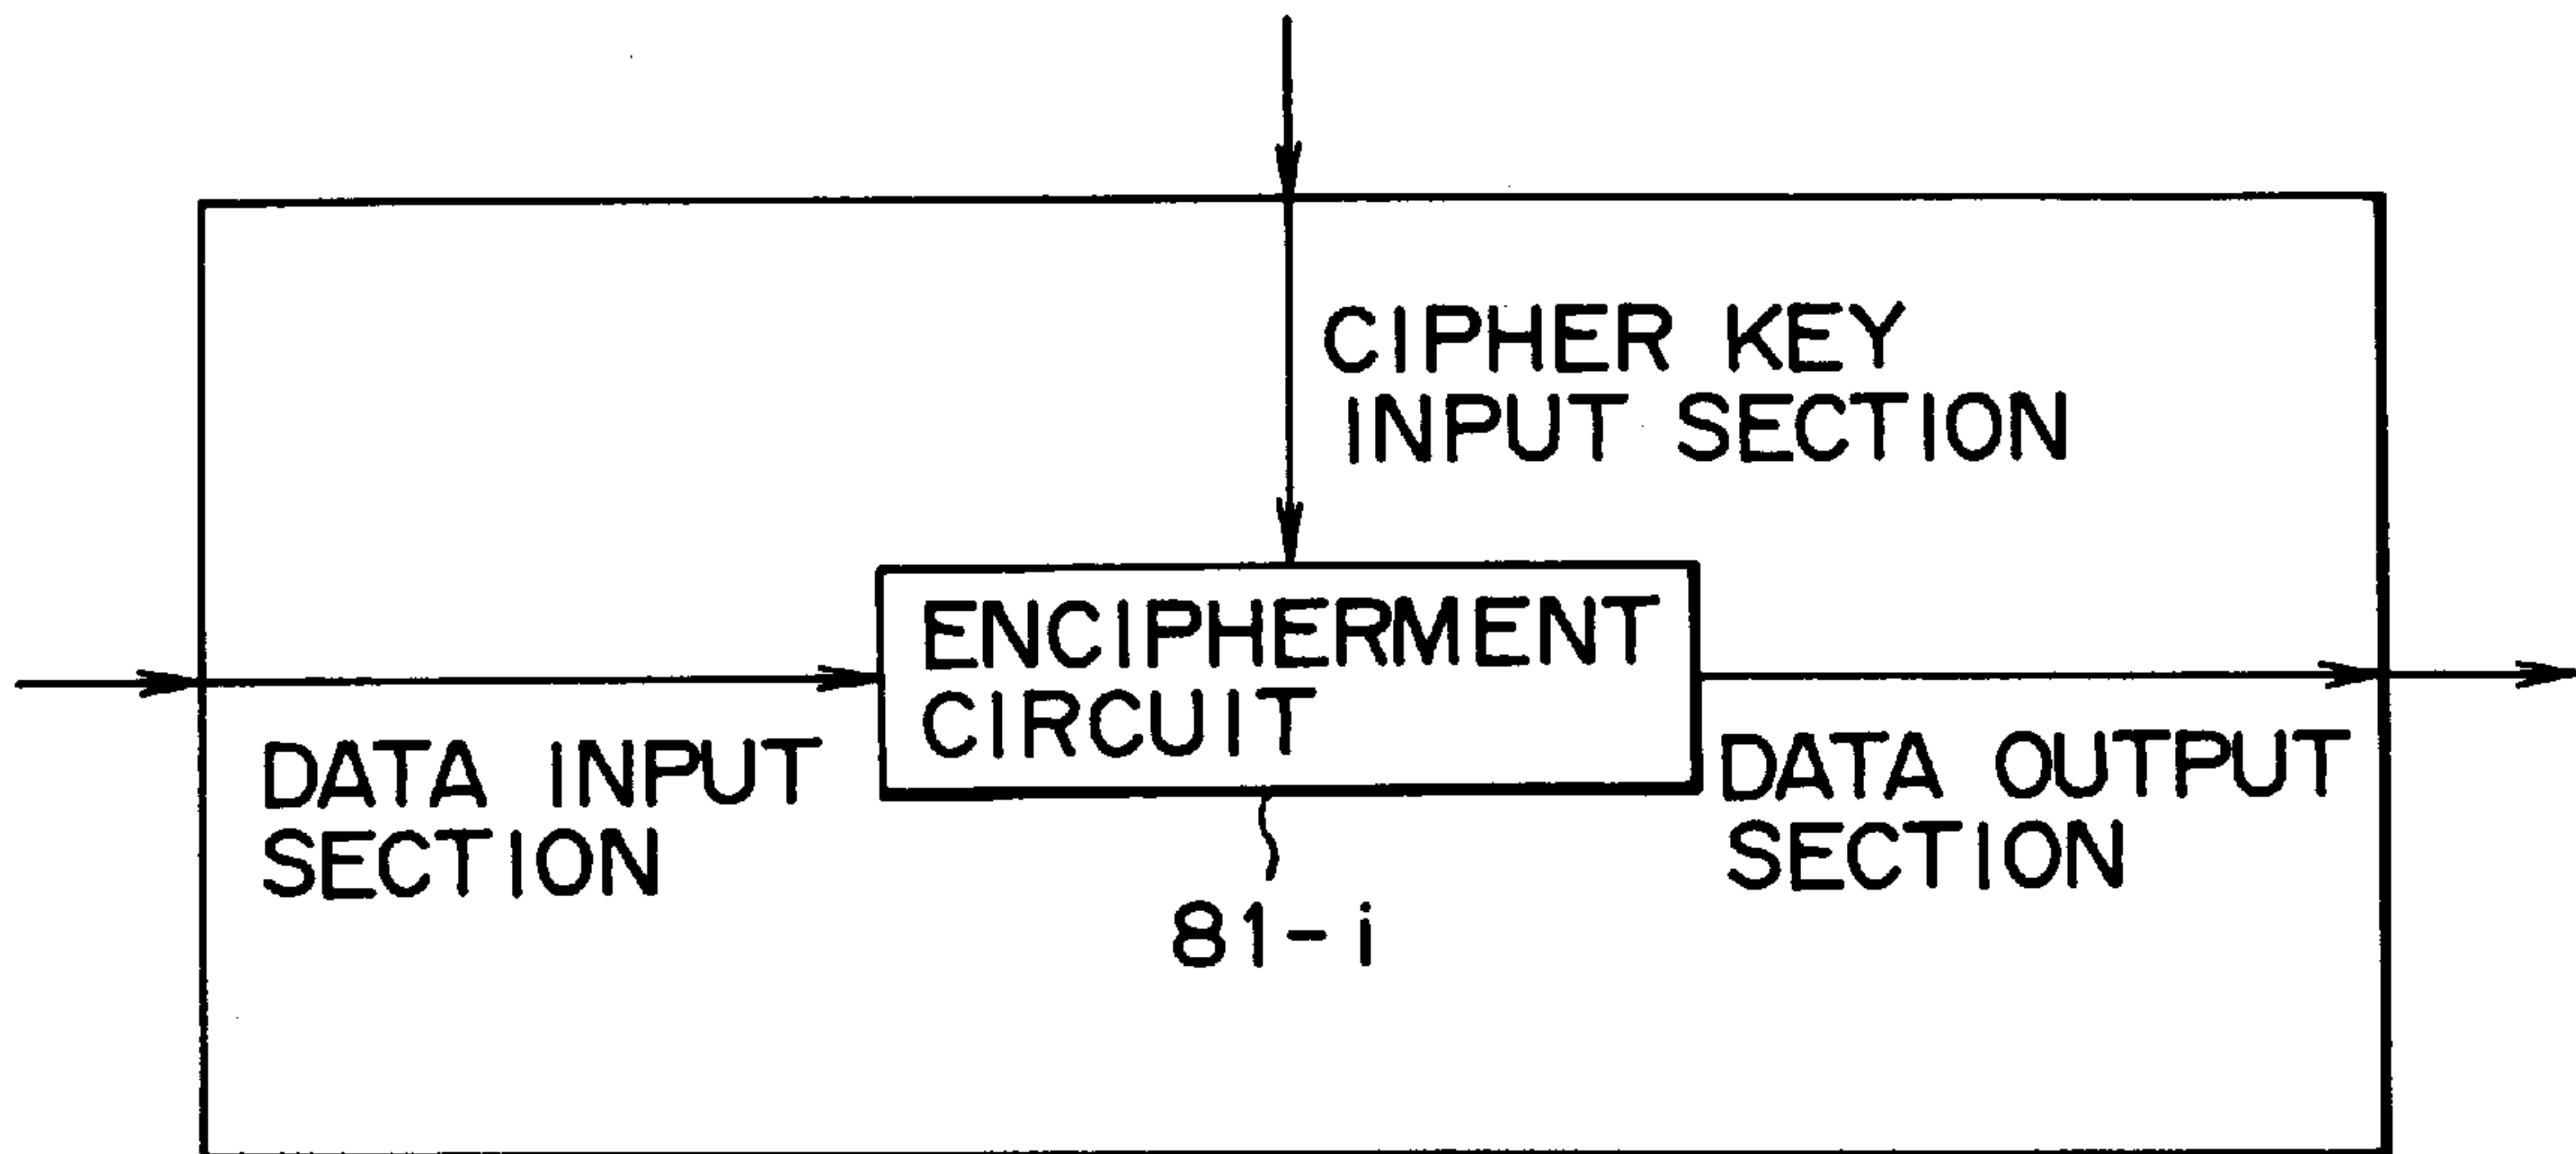 CIPHER KEY
INPUT SECTION
ENCIPHERMENT
CIRCUIT
DATA INPUT
SECTION
DATA OUTPUT
SECTION
81-i